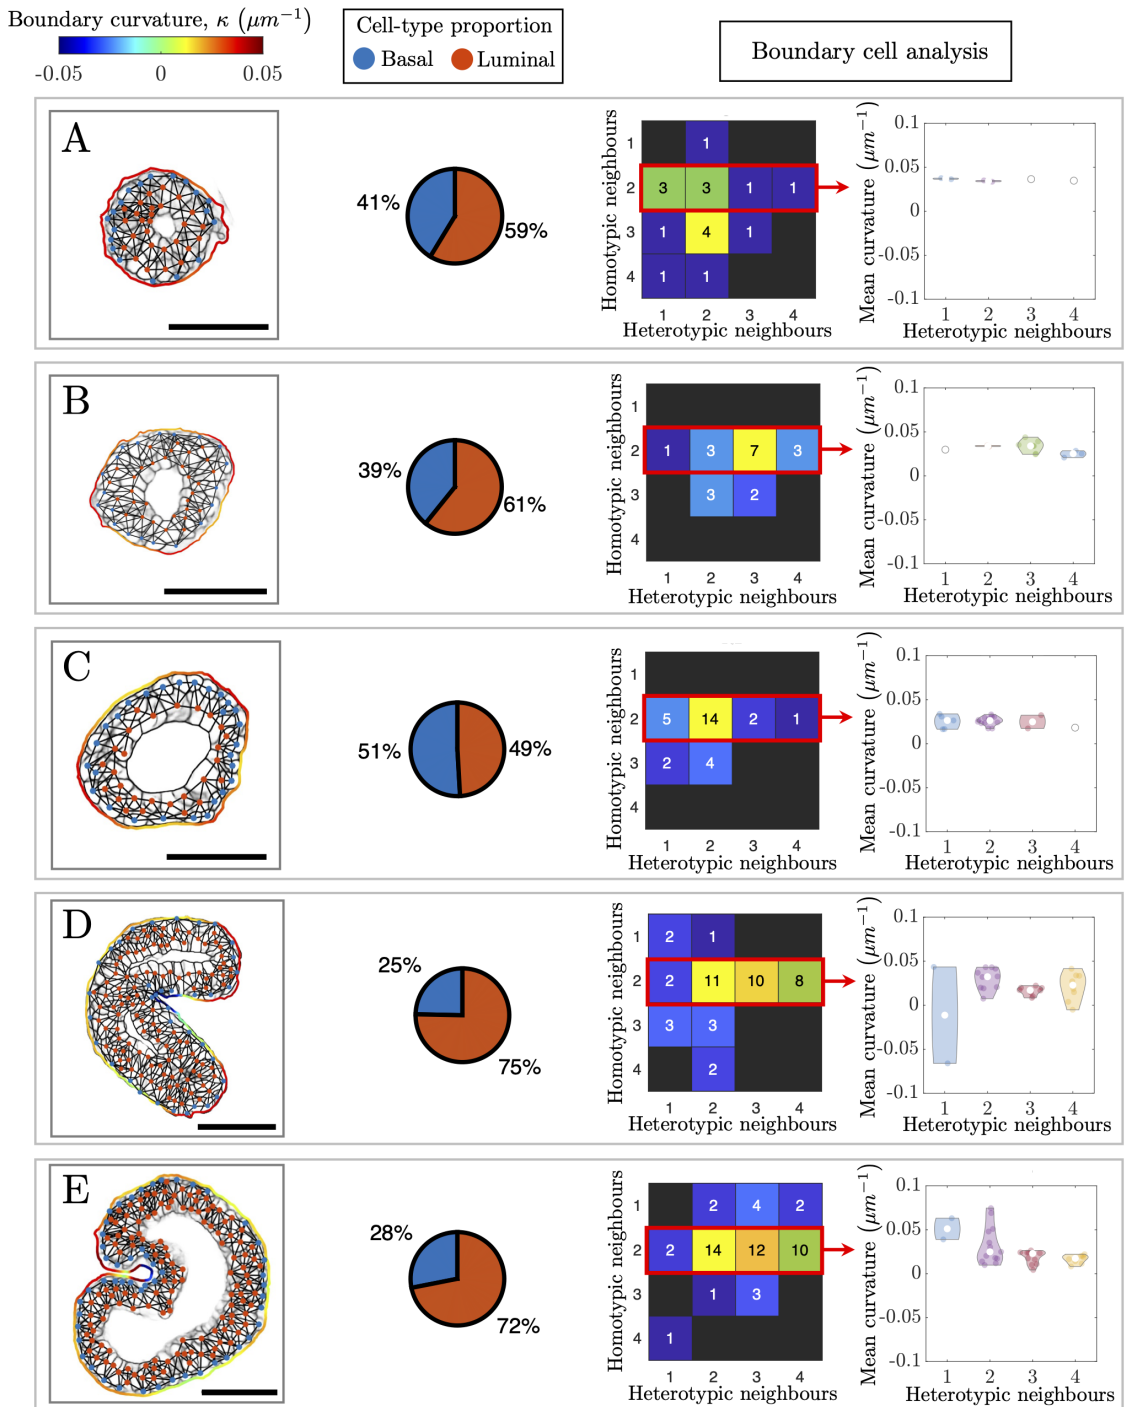 Boundary curvature, κ (μm⁻¹)
-0.05 0 0.05
Cell-type proportion
Basal Luminal
Boundary cell analysis
A
41%
59%
Homotypic neighbours
1 1
2 3 3 1 1
3 1 4 1
4 1 1
1 2 3 4
Heterotypic neighbours
Mean curvature (μm⁻¹)
0.1
0.05
0
-0.05
-0.1
1 2 3 4
Heterotypic neighbours
B
39%
61%
Homotypic neighbours
1
2 1 3 7 3
3 3 2
4
1 2 3 4
Heterotypic neighbours
Mean curvature (μm⁻¹)
0.1
0.05
0
-0.05
-0.1
1 2 3 4
Heterotypic neighbours
C
51%
49%
Homotypic neighbours
1
2 5 14 2 1
3 2 4
4
1 2 3 4
Heterotypic neighbours
Mean curvature (μm⁻¹)
0.1
0.05
0
-0.05
-0.1
1 2 3 4
Heterotypic neighbours
D
25%
75%
Homotypic neighbours
1 2 1
2 2 11 10 8
3 3 3
4 2
1 2 3 4
Heterotypic neighbours
Mean curvature (μm⁻¹)
0.1
0.05
0
-0.05
-0.1
1 2 3 4
Heterotypic neighbours
E
28%
72%
Homotypic neighbours
1 2 4 2
2 2 14 12 10
3 1 3
4 1
1 2 3 4
Heterotypic neighbours
Mean curvature (μm⁻¹)
0.1
0.05
0
-0.05
-0.1
1 2 3 4
Heterotypic neighbours